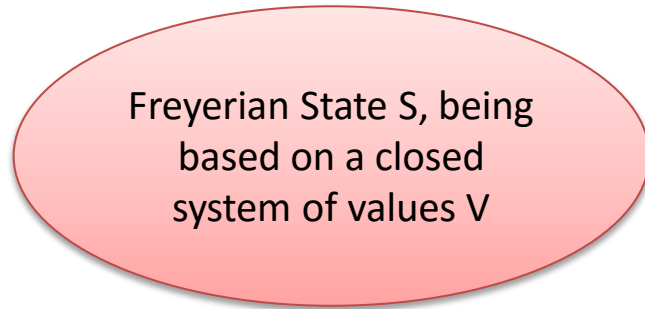 Freyerian State S, being
based on a closed
system of values V